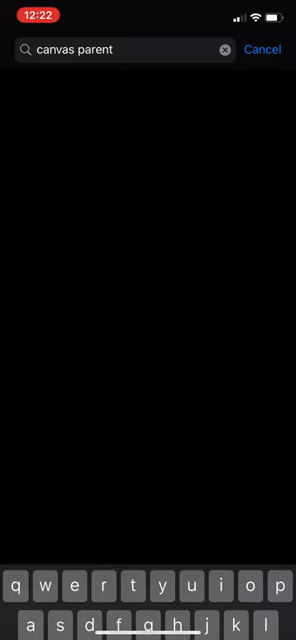 12:22
canvas parent
Cancel
q w e r t y u i o p
a s d f g h j k l